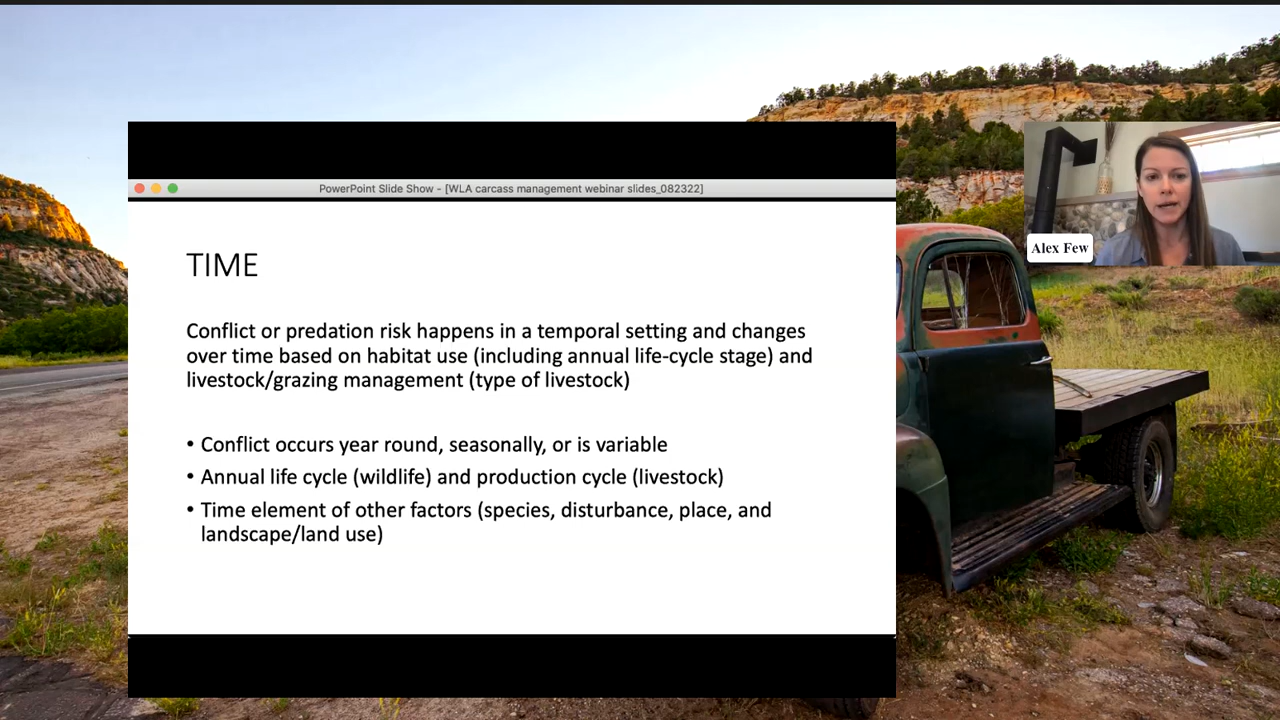 PowerPoint Slide Show - [WLA carcass management webinar slides_082322]
Alex Few
TIME
Conflict or predation risk happens in a temporal setting and changes
over time based on habitat use (including annual life-cycle stage) and
livestock/grazing management (type of livestock)
• Conflict occurs year round, seasonally, or is variable
• Annual life cycle (wildlife) and production cycle (livestock)
• Time element of other factors (species, disturbance, place, and
landscape/land use)